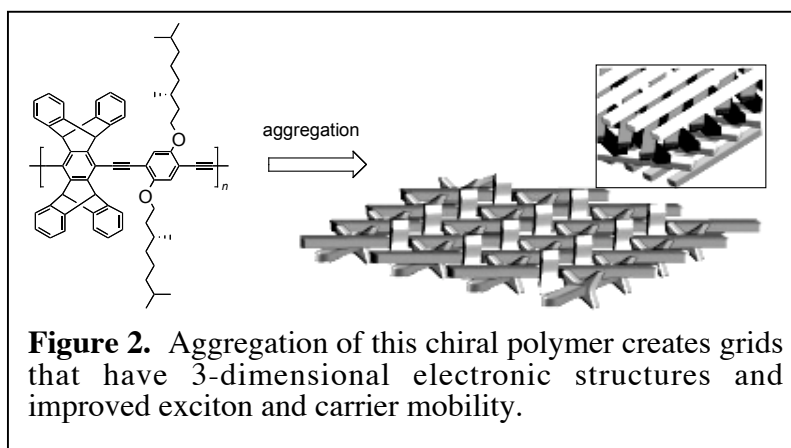 O
O
n
aggregation
Figure 2. Aggregation of this chiral polymer creates grids
that have 3-dimensional electronic structures and
improved exciton and carrier mobility.